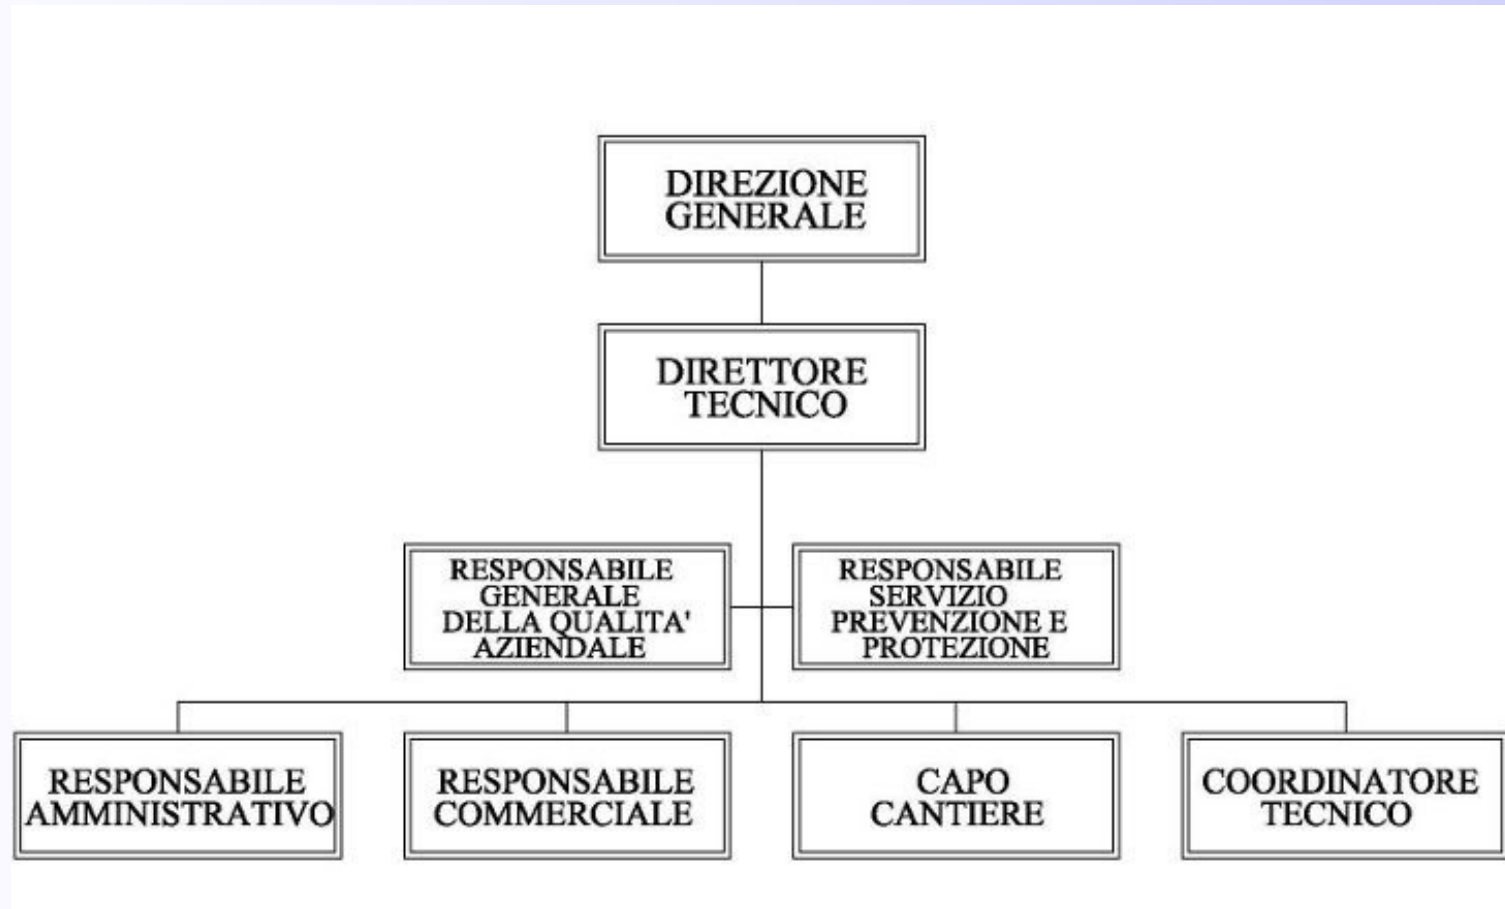 DIREZIONE
GENERALE
DIRETTORE
TECNICO
RESPONSABILE
GENERALE
DELLA QUALITA'
AZIENDALE
RESPONSABILE
SERVIZIO
PREVENZIONE E
PROTEZIONE
RESPONSABILE
AMMINISTRATIVO
RESPONSABILE
COMMERCIALE
CAPO
CANTIERE
COORDINATORE
TECNICO